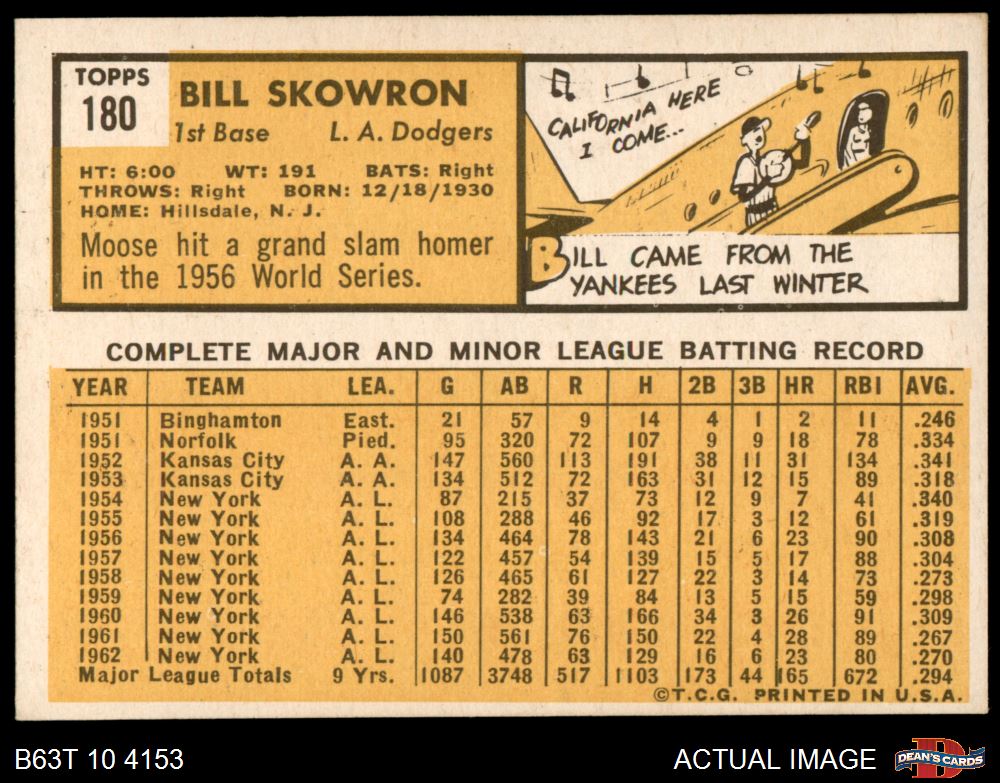 TOPPS
180
BILL SKOWRON
1st Base L. A. Dodgers
HT: 6:00 WT: 191 BATS: Right
THROWS: Right BORN: 12/18/1930
HOME: Hillsdale, N. J.
Moose hit a grand slam homer
in the 1956 World Series.
CALIFORNIA HERE
I COME...
BILL CAME FROM THE
YANKEES LAST WINTER
COMPLETE MAJOR AND MINOR LEAGUE BATTING RECORD
YEAR TEAM LEA. G AB R H 2B 3B HR RBI AVG.
1951 Binghamton East. 21 57 9 14 4 1 2 11 .246
1951 Norfolk Pied. 95 320 72 107 9 9 18 78 .334
1952 Kansas City A. A. 147 560 113 191 38 11 31 134 .341
1953 Kansas City A. A. 134 512 72 163 31 12 15 89 .318
1954 New York A. L. 87 215 37 73 12 9 7 41 .340
1955 New York A. L. 108 288 46 92 17 3 12 61 .319
1956 New York A. L. 134 464 78 143 21 6 23 90 .308
1957 New York A. L. 122 457 54 139 15 5 17 88 .304
1958 New York A. L. 126 465 61 127 22 3 14 73 .273
1959 New York A. L. 74 282 39 84 13 5 15 59 .298
1960 New York A. L. 146 538 63 166 34 3 26 91 .309
1961 New York A. L. 150 561 76 150 22 4 28 89 .267
1962 New York A. L. 140 478 63 129 16 6 23 80 .270
Major League Totals 9 Yrs. 1087 3748 517 1103 173 44 165 672 .294
©T.C.G. PRINTED IN U.S.A.
B63T 10 4153 ACTUAL IMAGE D DEAN'S CARDS